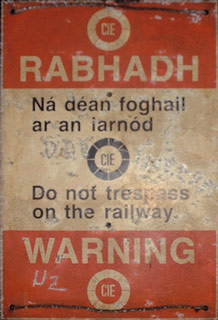 CIE
RABHADH
Ná déan foghail
ar an iarnód
CIE
Do not trespass
on the railway.
WARNING
CIE